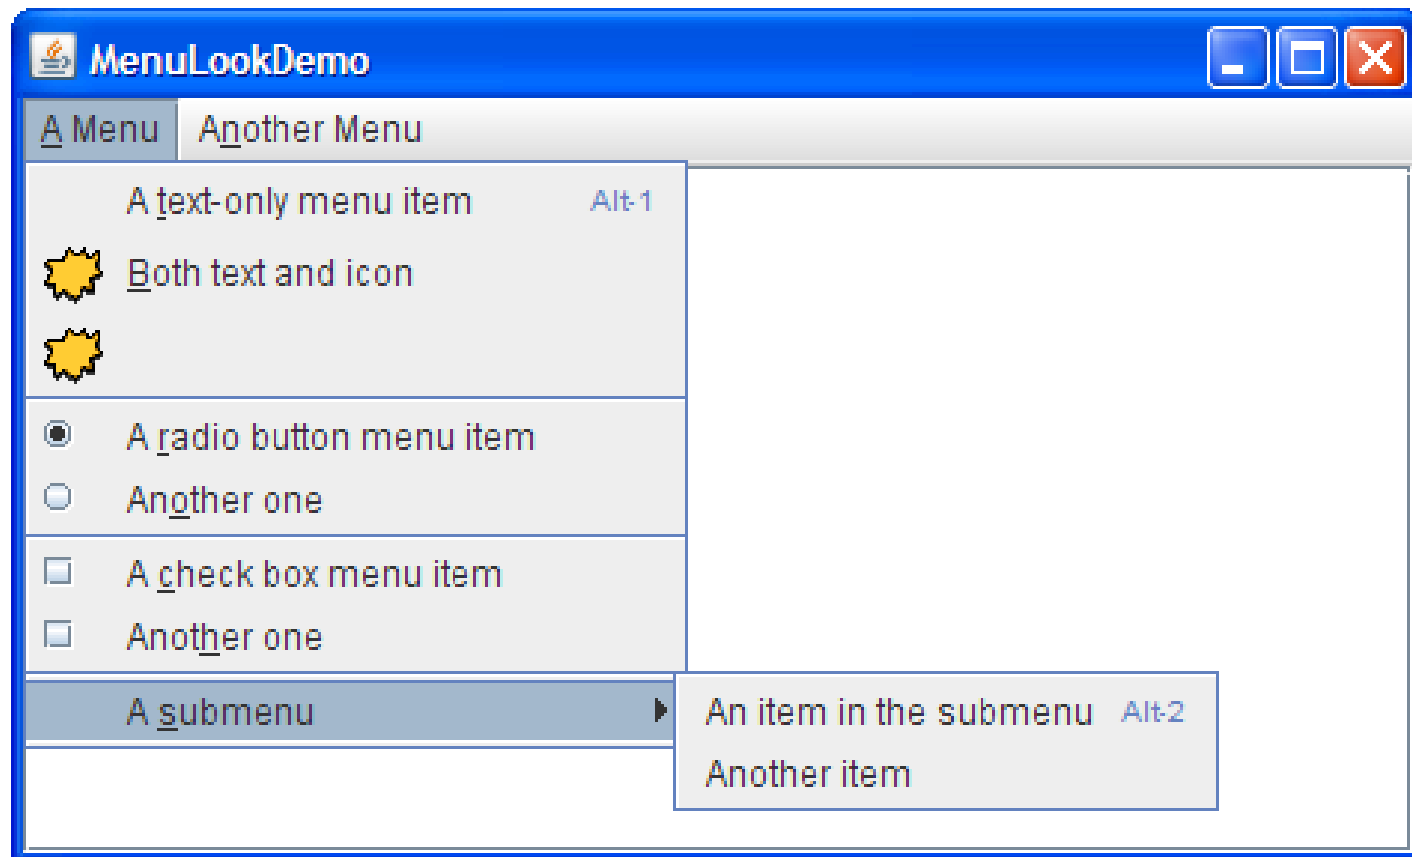 MenuLookDemo
A Menu Another Menu
A text-only menu item Alt-1
Both text and icon
A radio button menu item
Another one
A check box menu item
Another one
A submenu
An item in the submenu Alt-2
Another item